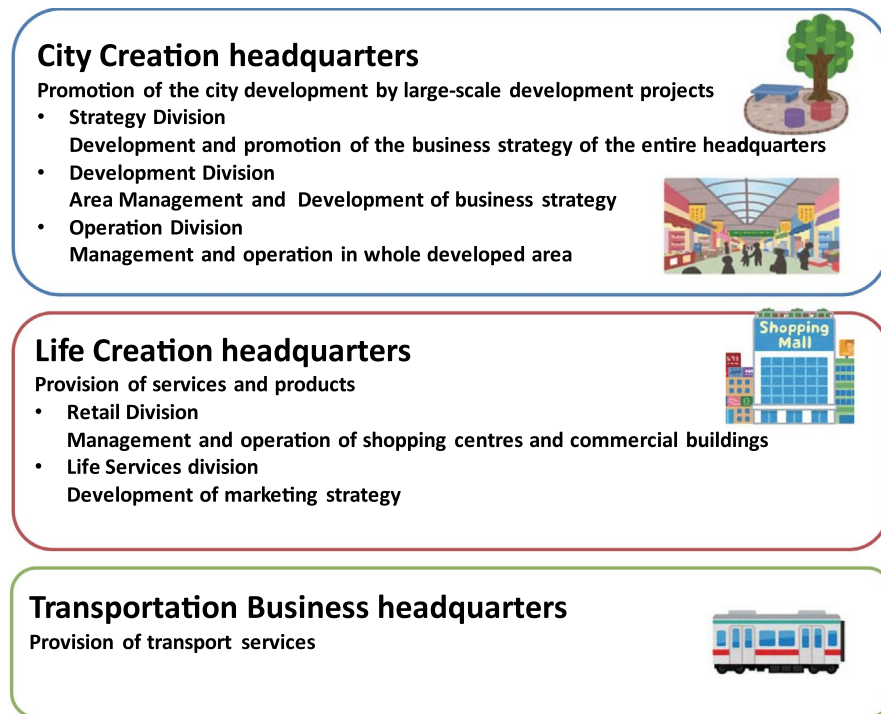 City Creation headquarters
Promotion of the city development by large-scale development projects
• Strategy Division
Development and promotion of the business strategy of the entire headquarters
• Development Division
Area Management and Development of business strategy
• Operation Division
Management and operation in whole developed area
Life Creation headquarters
Shopping
Mall
Provision of services and products
• Retail Division
Management and operation of shopping centres and commercial buildings
• Life Services division
Development of marketing strategy
Transportation Business headquarters
Provision of transport services